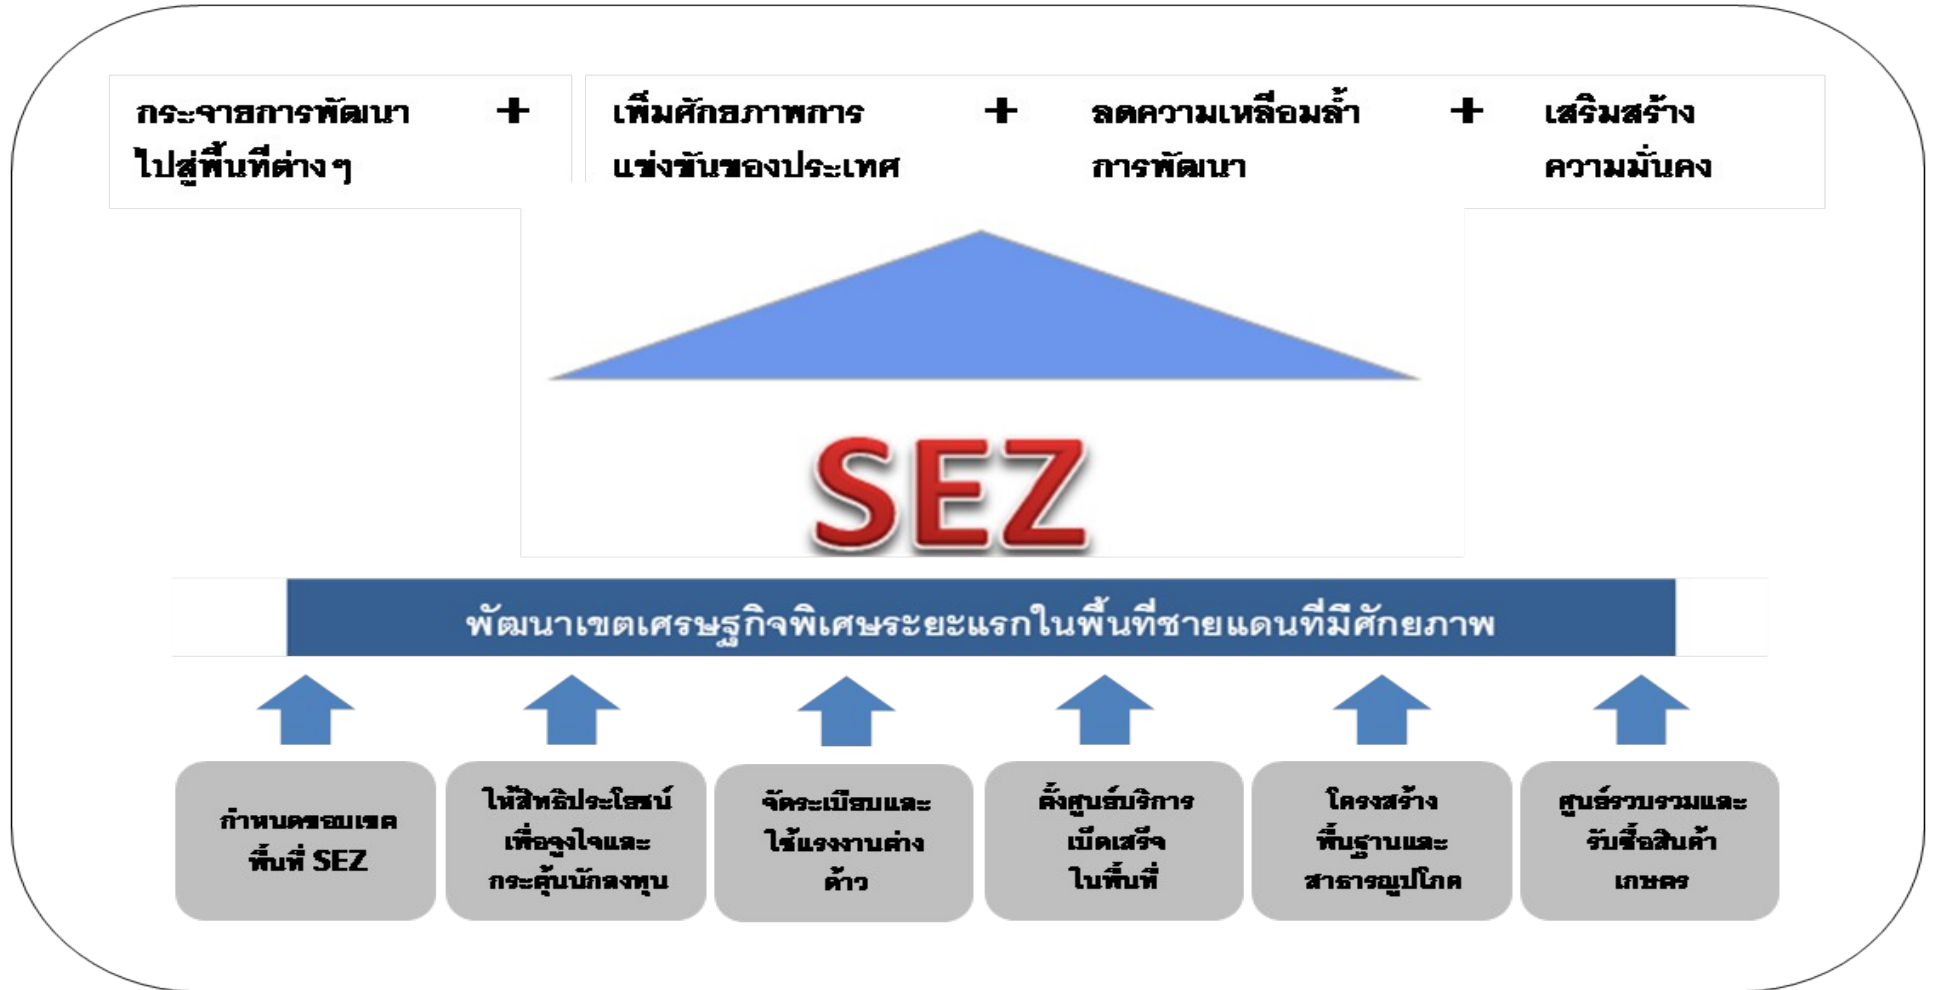 กระจายการพัฒนา + เพิ่มศักยภาพการ + ลดความเหลื่อมล้ำ + เสริมสร้าง
ไปสู่พื้นที่ต่างๆ แข่งขันของประเทศ การพัฒนา ความมั่นคง
SEZ
พัฒนาเขตเศรษฐกิจพิเศษระยะแรกในพื้นที่ชายแดนที่มีศักยภาพ
กำหนดขอบเขต
พื้นที่ SEZ
ให้สิทธิประโยชน์
เพื่อจูงใจและ
กระตุ้นนักลงทุน
จัดระเบียบและ
ใช้แรงงานต่าง
ด้าว
ตั้งศูนย์บริการ
เบ็ดเสร็จ
ในพื้นที่
โครงสร้าง
พื้นฐานและ
สาธารณูปโภค
ศูนย์รวบรวมและ
รับซื้อสินค้า
เกษตร